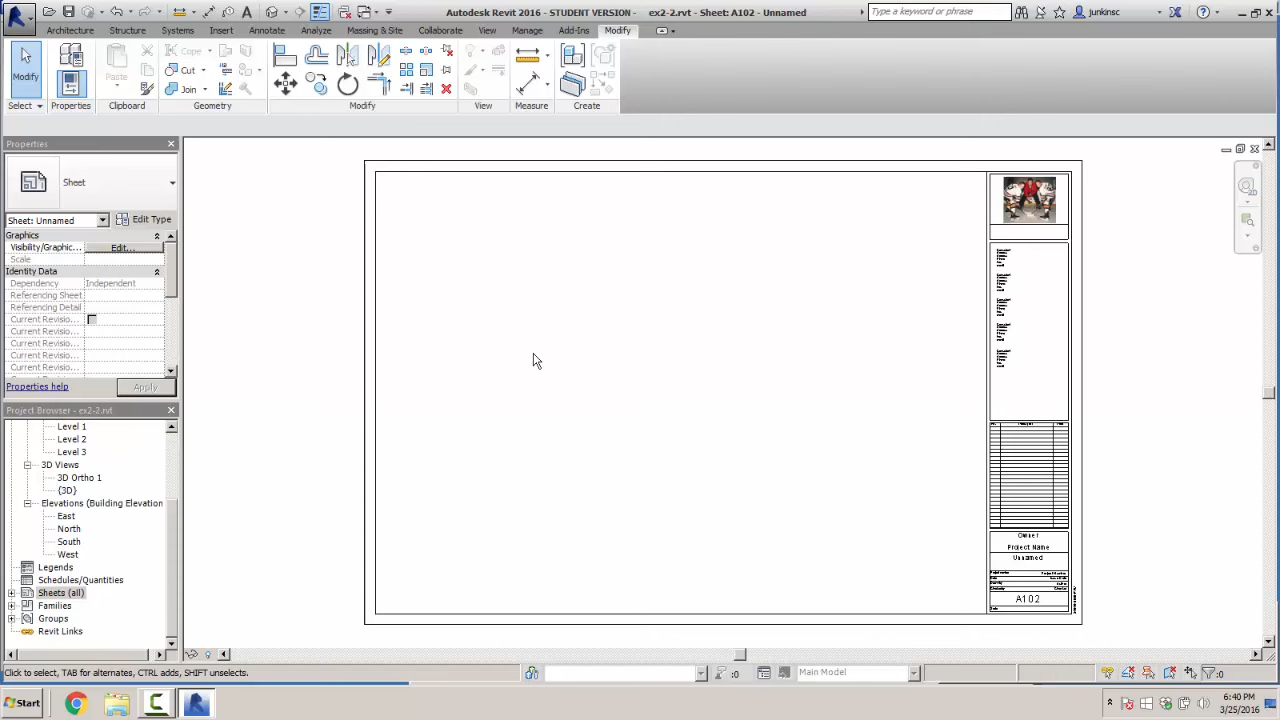 Autodesk Revit 2016 - STUDENT VERSION - ex2-2.rvt - Sheet: A102 - Unnamed
Type a keyword or phrase
junkinsc
Architecture Structure Systems Insert Annotate Analyze Massing & Site Collaborate View Manage Add-Ins Modify
Modify
Paste
Cope
Cut
Join
Select Properties Clipboard Geometry Modify View Measure Create
Properties
Sheet
Sheet: Unnamed
Edit Type
Graphics
Visibility/Graphic... Edit...
Scale
Identity Data
Dependency Independent
Referencing Sheet
Referencing Detail
Current Revisio...
Current Revisio...
Current Revisio...
Current Revisio...
Current Revisio...
Properties help
Apply
Project Browser - ex2-2.rvt
Level 1
Level 2
Level 3
3D Views
3D Ortho 1
{3D}
Elevations (Building Elevation
East
North
South
West
Legends
Schedules/Quantities
Sheets (all)
Families
Groups
Revit Links
2D
Owner
Project Name
Unnamed
A102
Click to select, TAB for alternates, CTRL adds, SHIFT unselects.
:0
Main Model
:0
Start
6:40 PM
3/25/2016